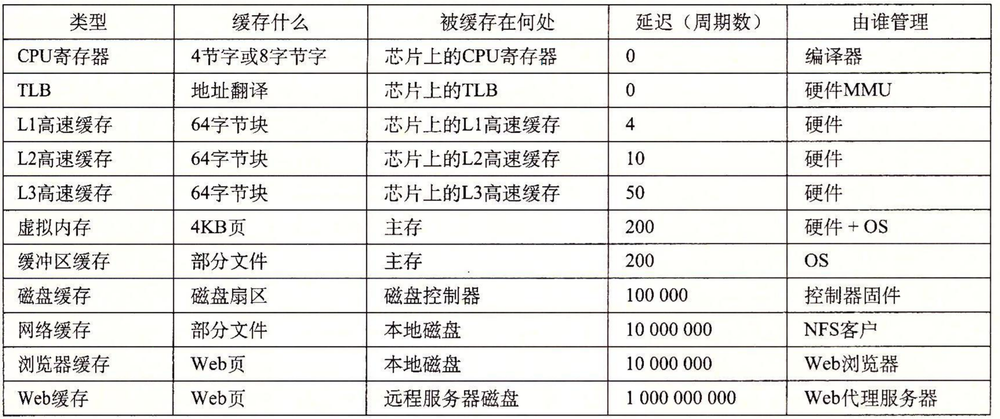 类型 缓存什么 被缓存在何处 延迟（周期数） 由谁管理
CPU寄存器 4节字或8字节字 芯片上的CPU寄存器 0 编译器
TLB 地址翻译 芯片上的TLB 0 硬件MMU
L1高速缓存 64字节块 芯片上的L1高速缓存 4 硬件
L2高速缓存 64字节块 芯片上的L2高速缓存 10 硬件
L3高速缓存 64字节块 芯片上的L3高速缓存 50 硬件
虚拟内存 4KB页 主存 200 硬件 + OS
缓冲区缓存 部分文件 主存 200 OS
磁盘缓存 磁盘扇区 磁盘控制器 100 000 控制器固件
网络缓存 部分文件 本地磁盘 10 000 000 NFS客户
浏览器缓存 Web页 本地磁盘 10 000 000 Web浏览器
Web缓存 Web页 远程服务器磁盘 1 000 000 000 Web代理服务器